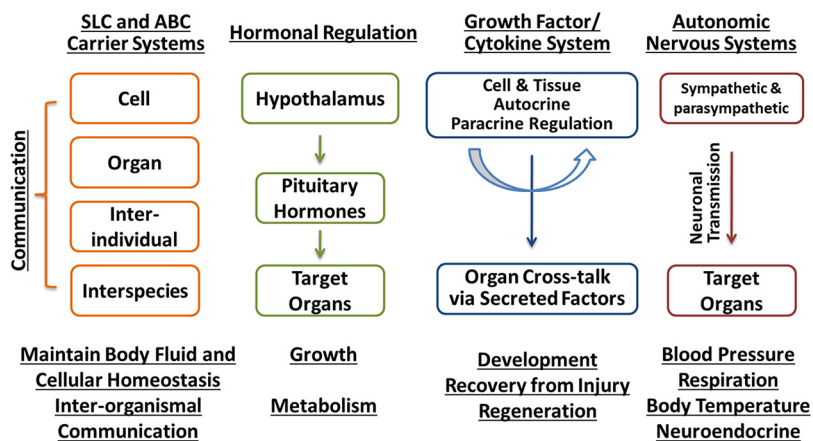 SLC and ABC
Carrier Systems
Communication
Cell
Organ
Inter-
individual
Interspecies
Maintain Body Fluid and
Cellular Homeostasis
Inter-organismal
Communication
Hormonal Regulation
Hypothalamus
Pituitary
Hormones
Target
Organs
Growth
Metabolism
Growth Factor/
Cytokine System
Cell & Tissue
Autocrine
Paracrine Regulation
Organ Cross-talk
via Secreted Factors
Development
Recovery from Injury
Regeneration
Autonomic
Nervous Systems
Sympathetic &
parasympathetic
Neuronal
Transmission
Target
Organs
Blood Pressure
Respiration
Body Temperature
Neuroendocrine